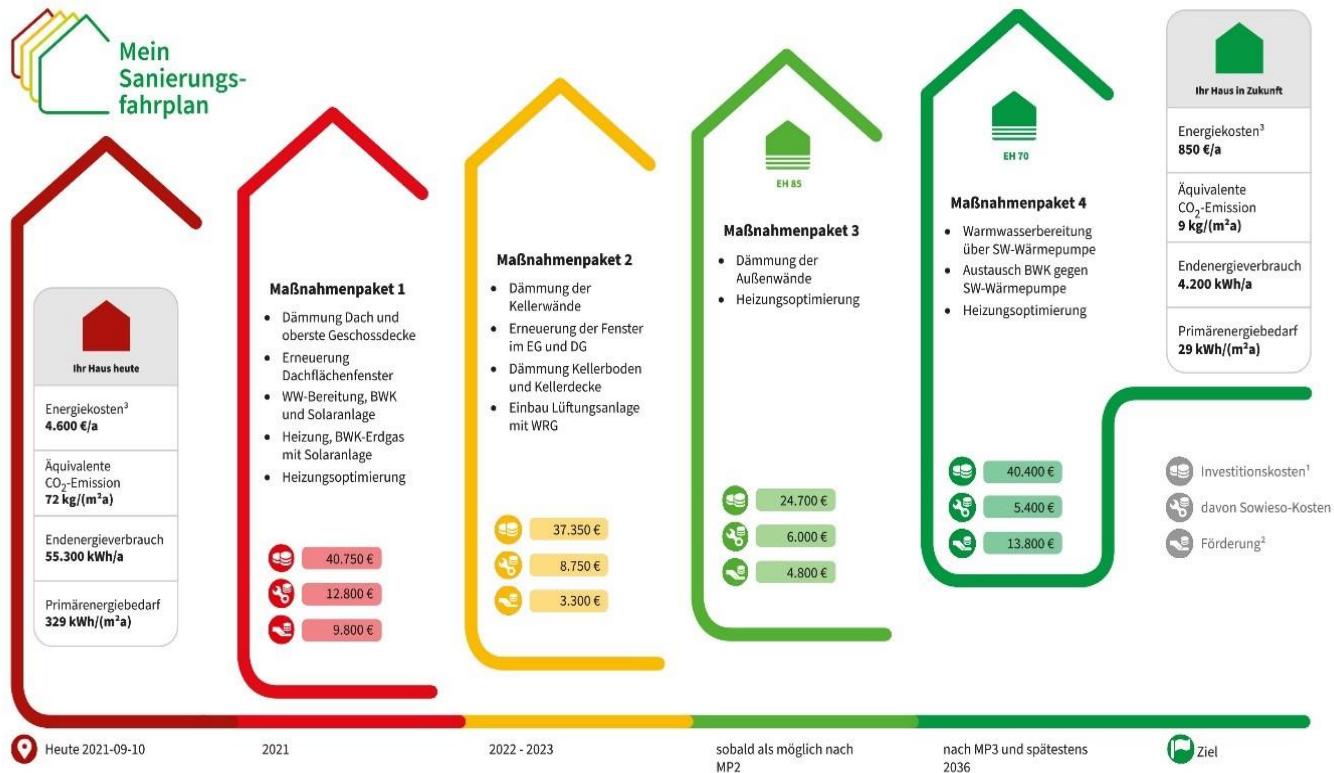 Mein
Sanierungs-
fahrplan
Ihr Haus heute
Energiekosten³
4.600 €/a
Äquivalente
CO₂-Emission
72 kg/(m²a)
Endenergieverbrauch
55.300 kWh/a
Primärenergiebedarf
329 kWh/(m²a)
Maßnahmenpaket 1
• Dämmung Dach und
oberste Geschossdecke
• Erneuerung
Dachflächenfenster
• WW-Bereitung, BWK
und Solaranlage
• Heizung, BWK-Erdgas
mit Solaranlage
• Heizungsoptimierung
40.750 €
12.800 €
9.800 €
Maßnahmenpaket 2
• Dämmung der
Kellerwände
• Erneuerung der Fenster
im EG und DG
• Dämmung Kellerboden
und Kellerdecke
• Einbau Lüftungsanlage
mit WRG
37.350 €
8.750 €
3.300 €
EH 85
Maßnahmenpaket 3
• Dämmung der
Außenwände
• Heizungsoptimierung
24.700 €
6.000 €
4.800 €
EH 70
Maßnahmenpaket 4
• Warmwasserbereitung
über SW-Wärmepumpe
• Austausch BWK gegen
SW-Wärmepumpe
• Heizungsoptimierung
40.400 €
5.400 €
13.800 €
Ihr Haus in Zukunft
Energiekosten³
850 €/a
Äquivalente
CO₂-Emission
9 kg/(m²a)
Endenergieverbrauch
4.200 kWh/a
Primärenergiebedarf
29 kWh/(m²a)
Investitionskosten¹
davon Sowieso-Kosten
Förderung²
Heute 2021-09-10
2021
2022 - 2023
sobald als möglich nach
MP2
nach MP3 und spätestens
2036
Ziel